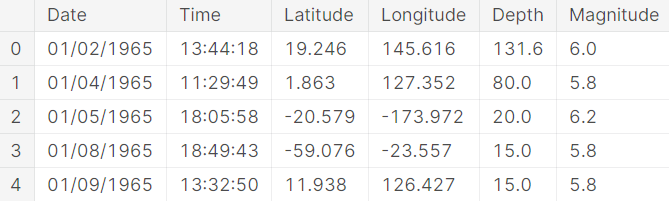 Date Time Latitude Longitude Depth Magnitude
0 01/02/1965 13:44:18 19.246 145.616 131.6 6.0
1 01/04/1965 11:29:49 1.863 127.352 80.0 5.8
2 01/05/1965 18:05:58 -20.579 -173.972 20.0 6.2
3 01/08/1965 18:49:43 -59.076 -23.557 15.0 5.8
4 01/09/1965 13:32:50 11.938 126.427 15.0 5.8